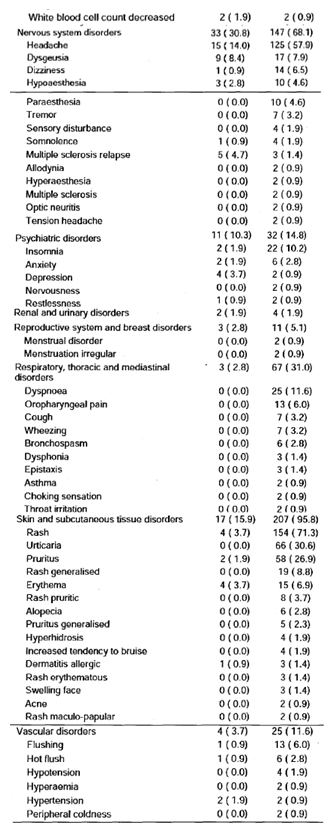 White blood cell count decreased 2 ( 1.9) 2 ( 0.9)
Nervous system disorders 33 ( 30.8) 147 ( 68.1)
Headache 15 ( 14.0) 125 ( 57.9)
Dysgeusia 9 ( 8.4) 17 ( 7.9)
Dizziness 1 ( 0.9) 14 ( 6.5)
Hypoaesthesia 3 ( 2.8) 10 ( 4.6)
Paraesthesia 0 ( 0.0) 10 ( 4.6)
Tremor 0 ( 0.0) 7 ( 3.2)
Sensory disturbance 0 ( 0.0) 4 ( 1.9)
Somnolence 1 ( 0.9) 4 ( 1.9)
Multiple sclerosis relapse 5 ( 4.7) 3 ( 1.4)
Allodynia 0 ( 0.0) 2 ( 0.9)
Hyperaesthesia 0 ( 0.0) 2 ( 0.9)
Multiple sclerosis 0 ( 0.0) 2 ( 0.9)
Optic neuritis 0 ( 0.0) 2 ( 0.9)
Tension headache 0 ( 0.0) 2 ( 0.9)
Psychiatric disorders 11 ( 10.3) 32 ( 14.8)
Insomnia 2 ( 1.9) 22 ( 10.2)
Anxiety 2 ( 1.9) 6 ( 2.8)
Depression 4 ( 3.7) 2 ( 0.9)
Nervousness 0 ( 0.0) 2 ( 0.9)
Restlessness 1 ( 0.9) 2 ( 0.9)
Renal and urinary disorders 2 ( 1.9) 4 ( 1.9)
Reproductive system and breast disorders 3 ( 2.8) 11 ( 5.1)
Menstrual disorder 0 ( 0.0) 2 ( 0.9)
Menstruation irregular 0 ( 0.0) 2 ( 0.9)
Respiratory, thoracic and mediastinal 3 ( 2.8) 67 ( 31.0)
disorders
Dyspnoea 0 ( 0.0) 25 ( 11.6)
Oropharyngeal pain 0 ( 0.0) 13 ( 6.0)
Cough 0 ( 0.0) 7 ( 3.2)
Wheezing 0 ( 0.0) 7 ( 3.2)
Bronchospasm 0 ( 0.0) 6 ( 2.8)
Dysphonia 0 ( 0.0) 3 ( 1.4)
Epistaxis 0 ( 0.0) 3 ( 1.4)
Asthma 0 ( 0.0) 2 ( 0.9)
Choking sensation 0 ( 0.0) 2 ( 0.9)
Throat irritation 0 ( 0.0) 2 ( 0.9)
Skin and subcutaneous tissue disorders 17 ( 15.9) 207 ( 95.8)
Rash 4 ( 3.7) 154 ( 71.3)
Urticaria 0 ( 0.0) 66 ( 30.6)
Pruritus 2 ( 1.9) 58 ( 26.9)
Rash generalised 0 ( 0.0) 19 ( 8.8)
Erythema 4 ( 3.7) 15 ( 6.9)
Rash pruritic 0 ( 0.0) 8 ( 3.7)
Alopecia 0 ( 0.0) 6 ( 2.8)
Pruritus generalised 0 ( 0.0) 5 ( 2.3)
Hyperhidrosis 0 ( 0.0) 4 ( 1.9)
Increased tendency to bruise 0 ( 0.0) 4 ( 1.9)
Dermatitis allergic 1 ( 0.9) 3 ( 1.4)
Rash erythematous 0 ( 0.0) 3 ( 1.4)
Swelling face 0 ( 0.0) 3 ( 1.4)
Acne 0 ( 0.0) 2 ( 0.9)
Rash maculo-papular 0 ( 0.0) 2 ( 0.9)
Vascular disorders 4 ( 3.7) 25 ( 11.6)
Flushing 1 ( 0.9) 13 ( 6.0)
Hot flush 1 ( 0.9) 6 ( 2.8)
Hypotension 0 ( 0.0) 4 ( 1.9)
Hyperaemia 0 ( 0.0) 2 ( 0.9)
Hypertension 2 ( 1.9) 2 ( 0.9)
Peripheral coldness 0 ( 0.0) 2 ( 0.9)